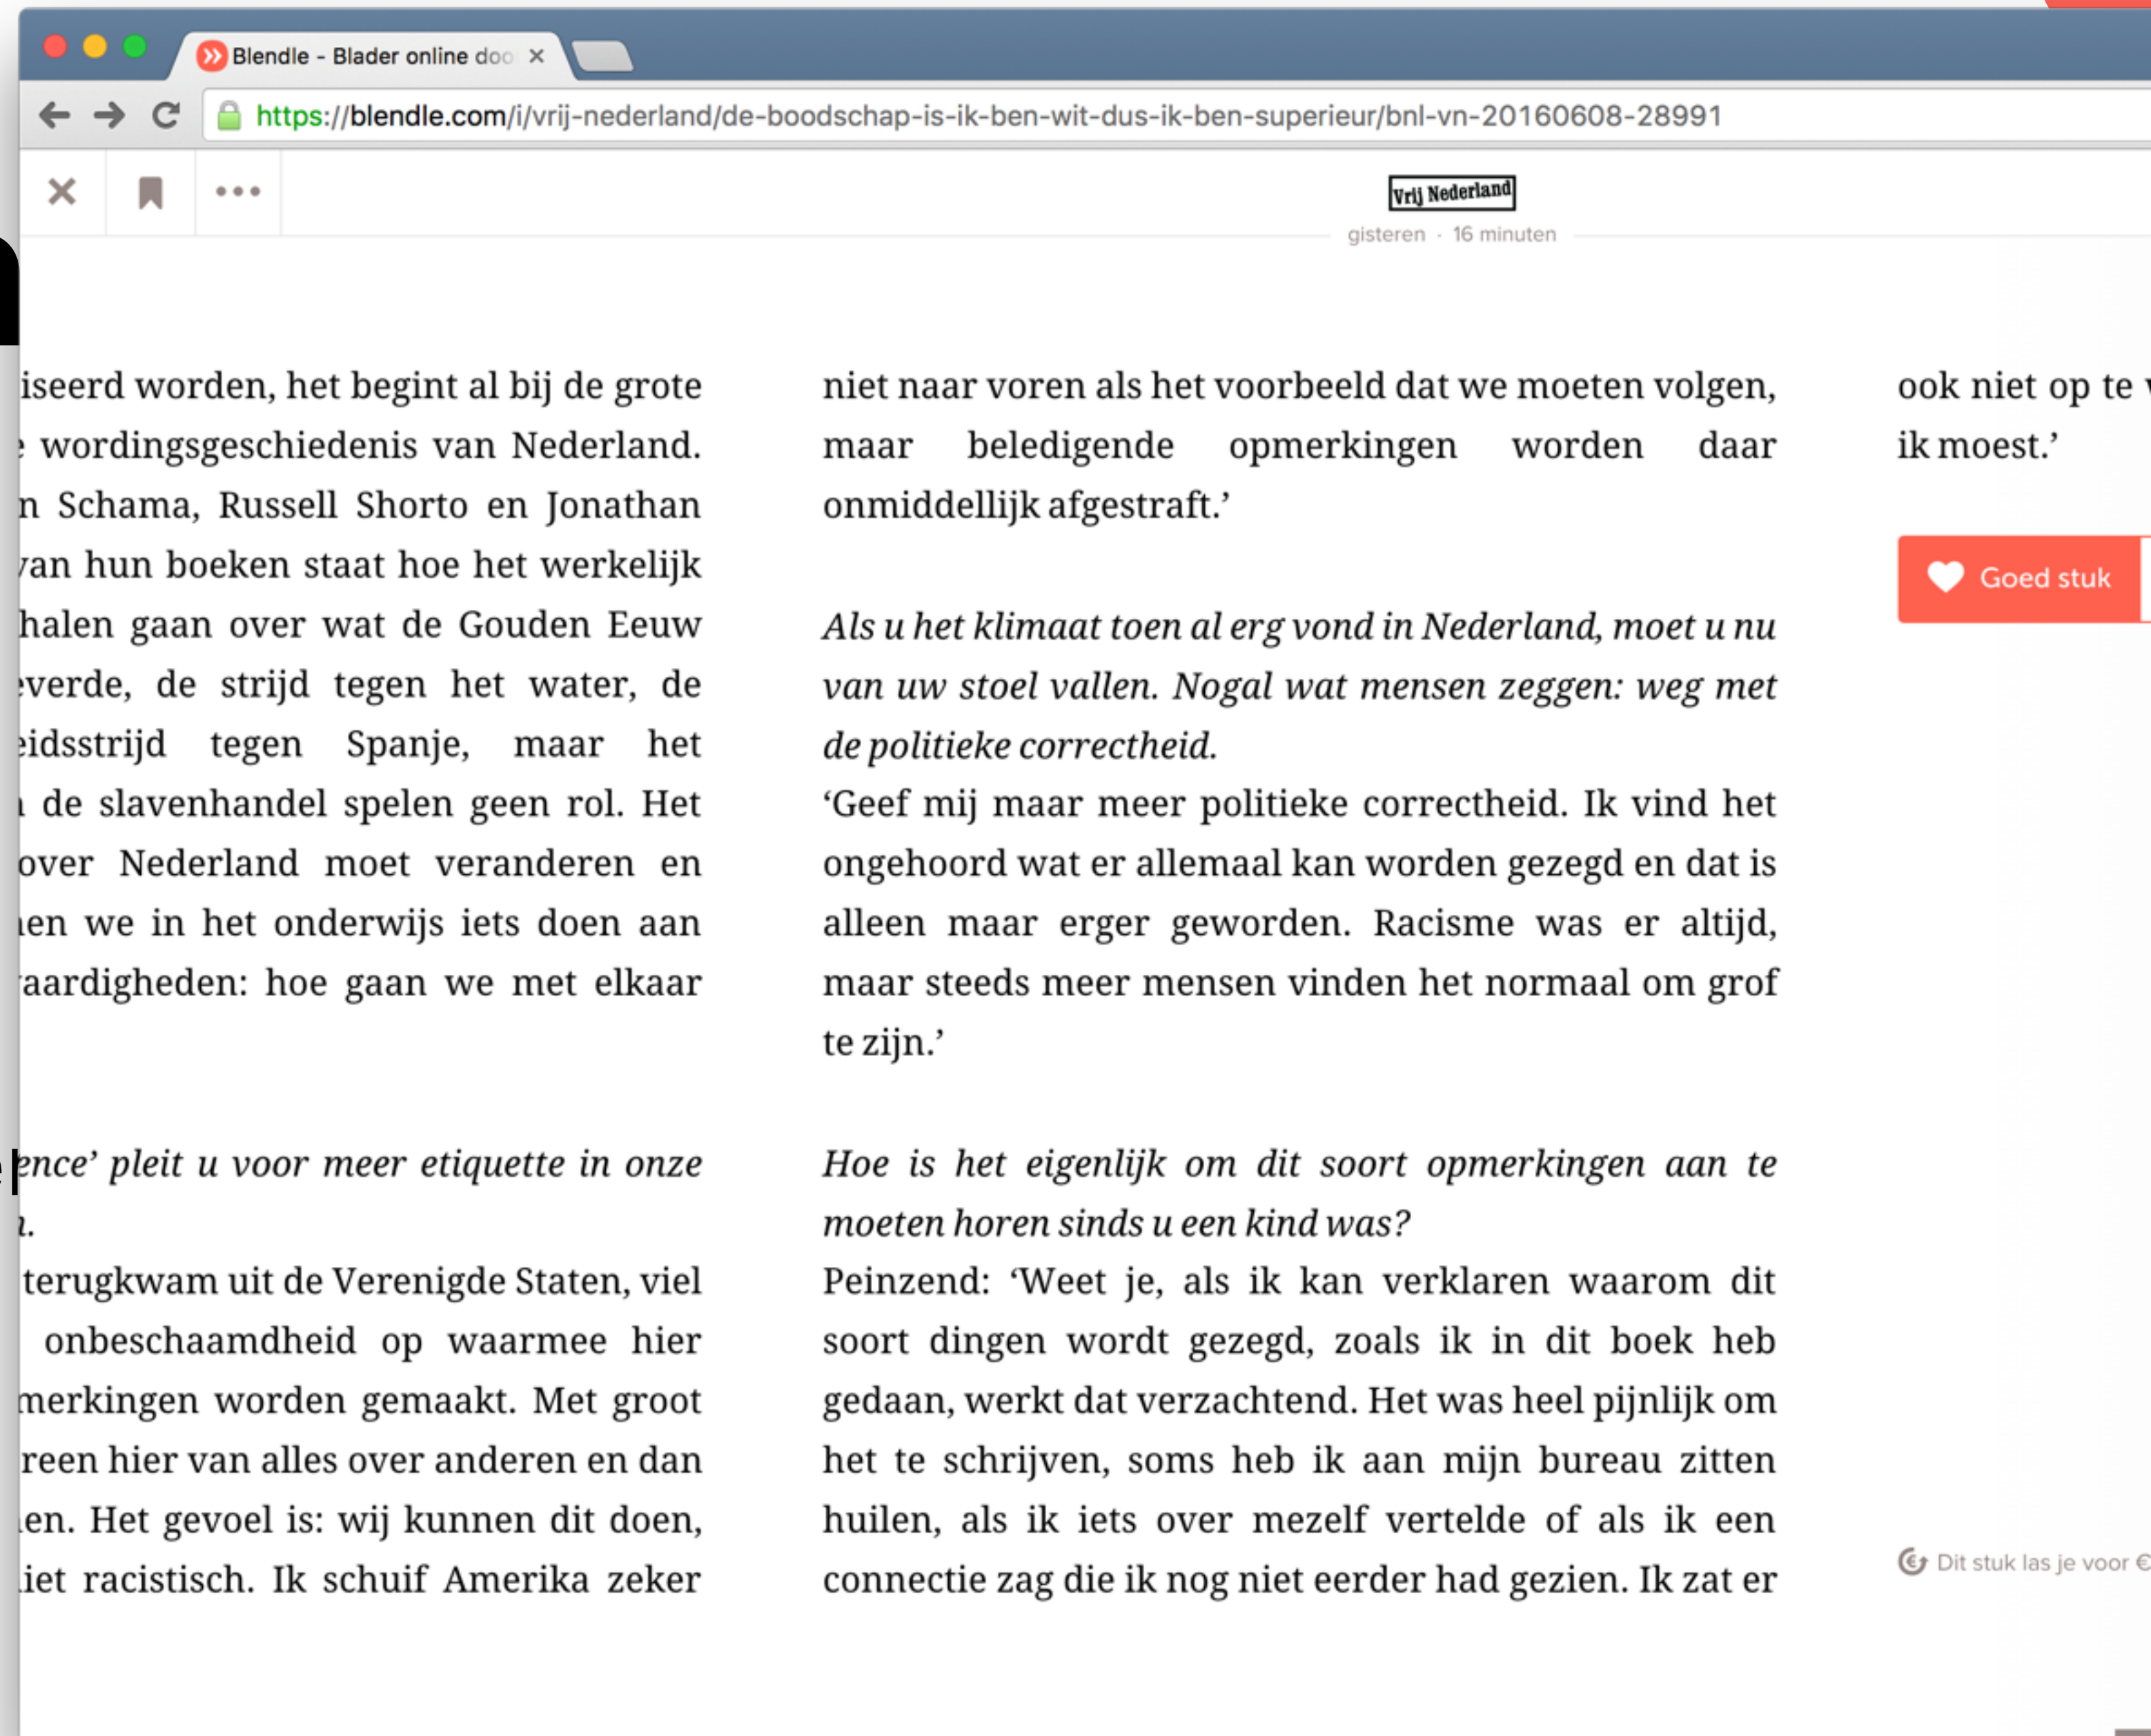 Blendle - Blader online doo
https://blendle.com/i/vrij-nederland/de-boodschap-is-ik-ben-wit-dus-ik-ben-superieur/bnl-vn-20160608-28991
Vrij Nederland
gisteren · 16 minuten
iseerd worden, het begint al bij de grote
wordingsgeschiedenis van Nederland.
n Schama, Russell Shorto en Jonathan
van hun boeken staat hoe het werkelijk
halen gaan over wat de Gouden Eeuw
everde, de strijd tegen het water, de
eidsstrijd tegen Spanje, maar het
de slavenhandel spelen geen rol. Het
over Nederland moet veranderen en
en we in het onderwijs iets doen aan
aardigheden: hoe gaan we met elkaar
ence’ pleit u voor meer etiquette in onze
n.
terugkwam uit de Verenigde Staten, viel
onbeschaamdheid op waarmee hier
merkingen worden gemaakt. Met groot
reen hier van alles over anderen en dan
en. Het gevoel is: wij kunnen dit doen,
iet racistisch. Ik schuif Amerika zeker
niet naar voren als het voorbeeld dat we moeten volgen,
maar beledigende opmerkingen worden daar
onmiddellijk afgestraft.’
Als u het klimaat toen al erg vond in Nederland, moet u nu
van uw stoel vallen. Nogal wat mensen zeggen: weg met
de politieke correctheid.
‘Geef mij maar meer politieke correctheid. Ik vind het
ongehoord wat er allemaal kan worden gezegd en dat is
alleen maar erger geworden. Racisme was er altijd,
maar steeds meer mensen vinden het normaal om grof
te zijn.’
Hoe is het eigenlijk om dit soort opmerkingen aan te
moeten horen sinds u een kind was?
Peinzend: ‘Weet je, als ik kan verklaren waarom dit
soort dingen wordt gezegd, zoals ik in dit boek heb
gedaan, werkt dat verzachtend. Het was heel pijnlijk om
het te schrijven, soms heb ik aan mijn bureau zitten
huilen, als ik iets over mezelf vertelde of als ik een
connectie zag die ik nog niet eerder had gezien. Ik zat er
ook niet op te
ik moest.’
Goed stuk
Dit stuk las je voor €